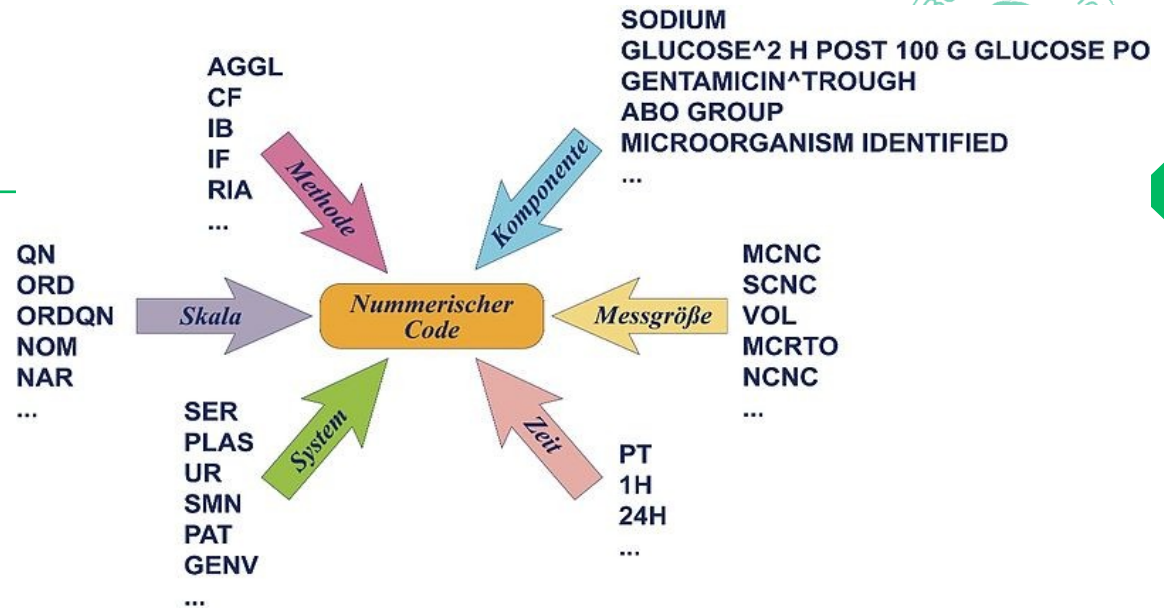 SODIUM
GLUCOSE^2 H POST 100 G GLUCOSE PO
GENTAMICIN^TROUGH
ABO GROUP
MICROORGANISM IDENTIFIED
...
AGGL
CF
IB
IF
RIA
...
Methode
Komponente
QN
ORD
ORDQN
NOM
NAR
...
Skala
Nummerischer
Code
Messgröße
MCNC
SCNC
VOL
MCRTO
NCNC
...
System
Zeit
SER
PLAS
UR
SMN
PAT
GENV
...
PT
1H
24H
...